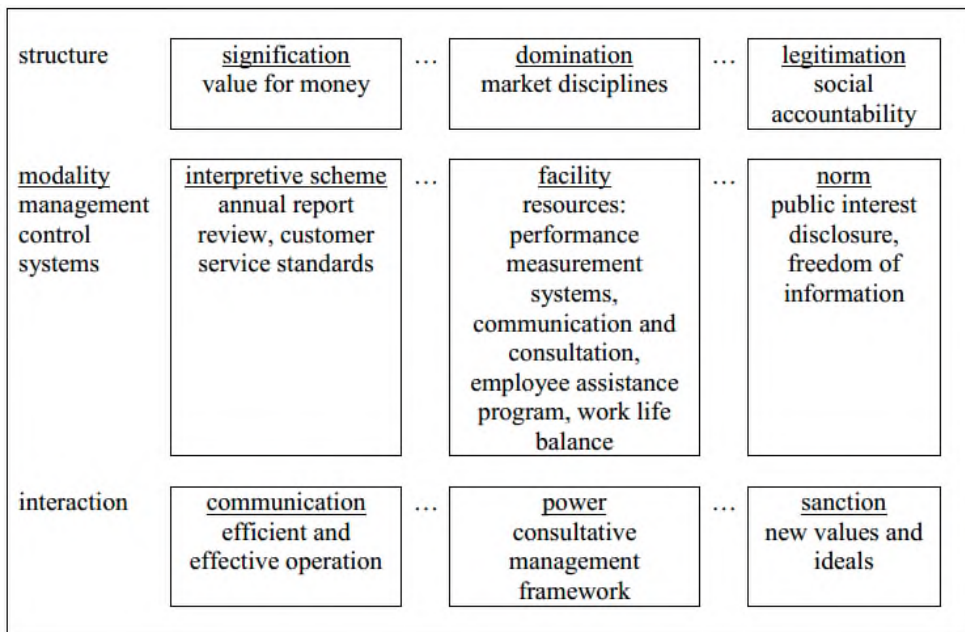 structure
signification
value for money
…
domination
market disciplines
…
legitimation
social
accountability
modality
management
control
systems
interpretive scheme
annual report
review, customer
service standards
…
facility
resources:
performance
measurement
systems,
communication and
consultation,
employee assistance
program, work life
balance
…
norm
public interest
disclosure,
freedom of
information
interaction
communication
efficient and
effective operation
…
power
consultative
management
framework
…
sanction
new values and
ideals